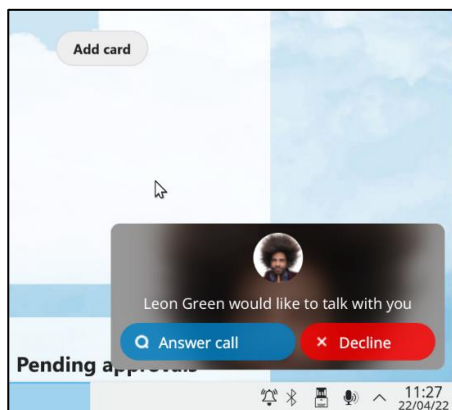 Add card
Leon Green would like to talk with you
Answer call
Decline
Pending approvals
11:27
22/04/22